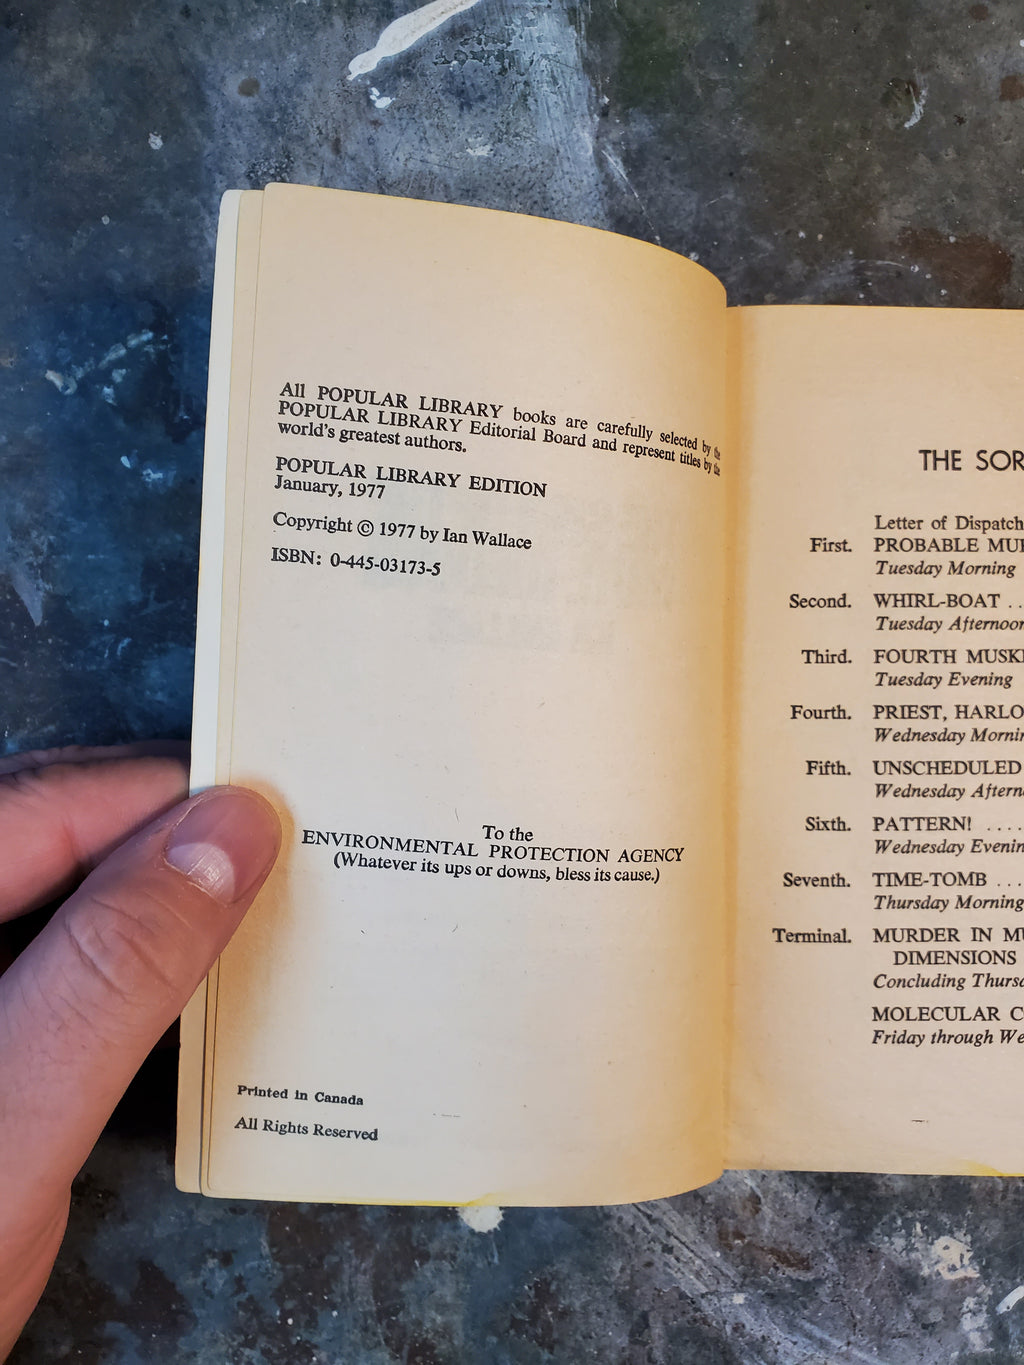 All POPULAR LIBRARY books are carefully selected by the
POPULAR LIBRARY Editorial Board and represent titles by the
world's greatest authors.
POPULAR LIBRARY EDITION
January, 1977
Copyright © 1977 by Ian Wallace
ISBN: 0-445-03173-5
To the
ENVIRONMENTAL PROTECTION AGENCY
(Whatever its ups or downs, bless its cause.)
Printed in Canada
All Rights Reserved
THE SOR
Letter of Dispatch
First. PROBABLE MU
Tuesday Morning
Second. WHIRL-BOAT ..
Tuesday Afternoon
Third. FOURTH MUSK
Tuesday Evening
Fourth. PRIEST, HARLO
Wednesday Mornin
Fifth. UNSCHEDULED
Wednesday Aftern
Sixth. PATTERN! ....
Wednesday Evenin
Seventh. TIME-TOMB ...
Thursday Morning
Terminal. MURDER IN MU
DIMENSIONS
Concluding Thurs
MOLECULAR C
Friday through We